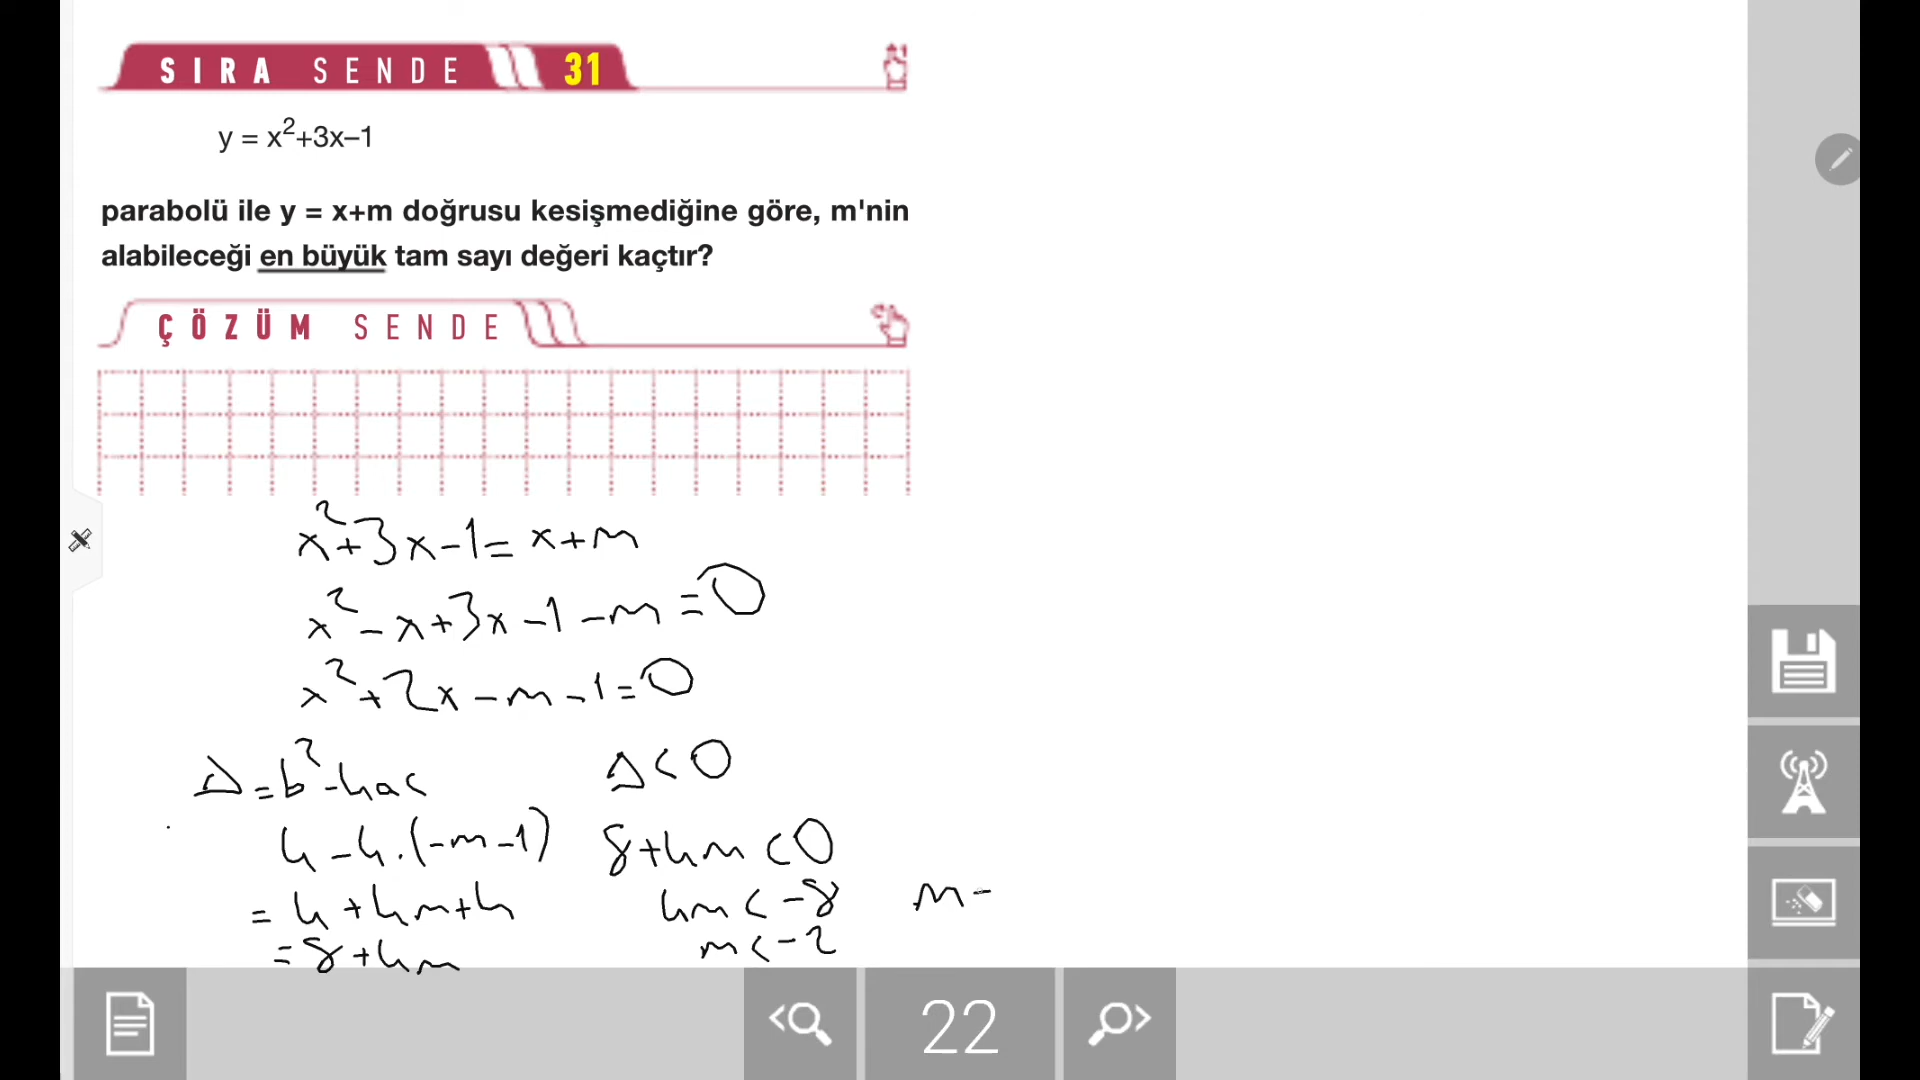 SIRA SENDE 31
y = x²+3x–1
parabolü ile y = x+m doğrusu kesişmediğine göre, m'nin
alabileceği en büyük tam sayı değeri kaçtır?
ÇÖZÜM SENDE
x²+3x-1=x+m
x²-x+3x-1-m=0
x²+2x-m-1=0
Δ=b²-4ac
4-4.(-m-1)
=4+4m+4
=8+4m
Δ<0
8+4m<0
4m<-8
m<-2
m-
22